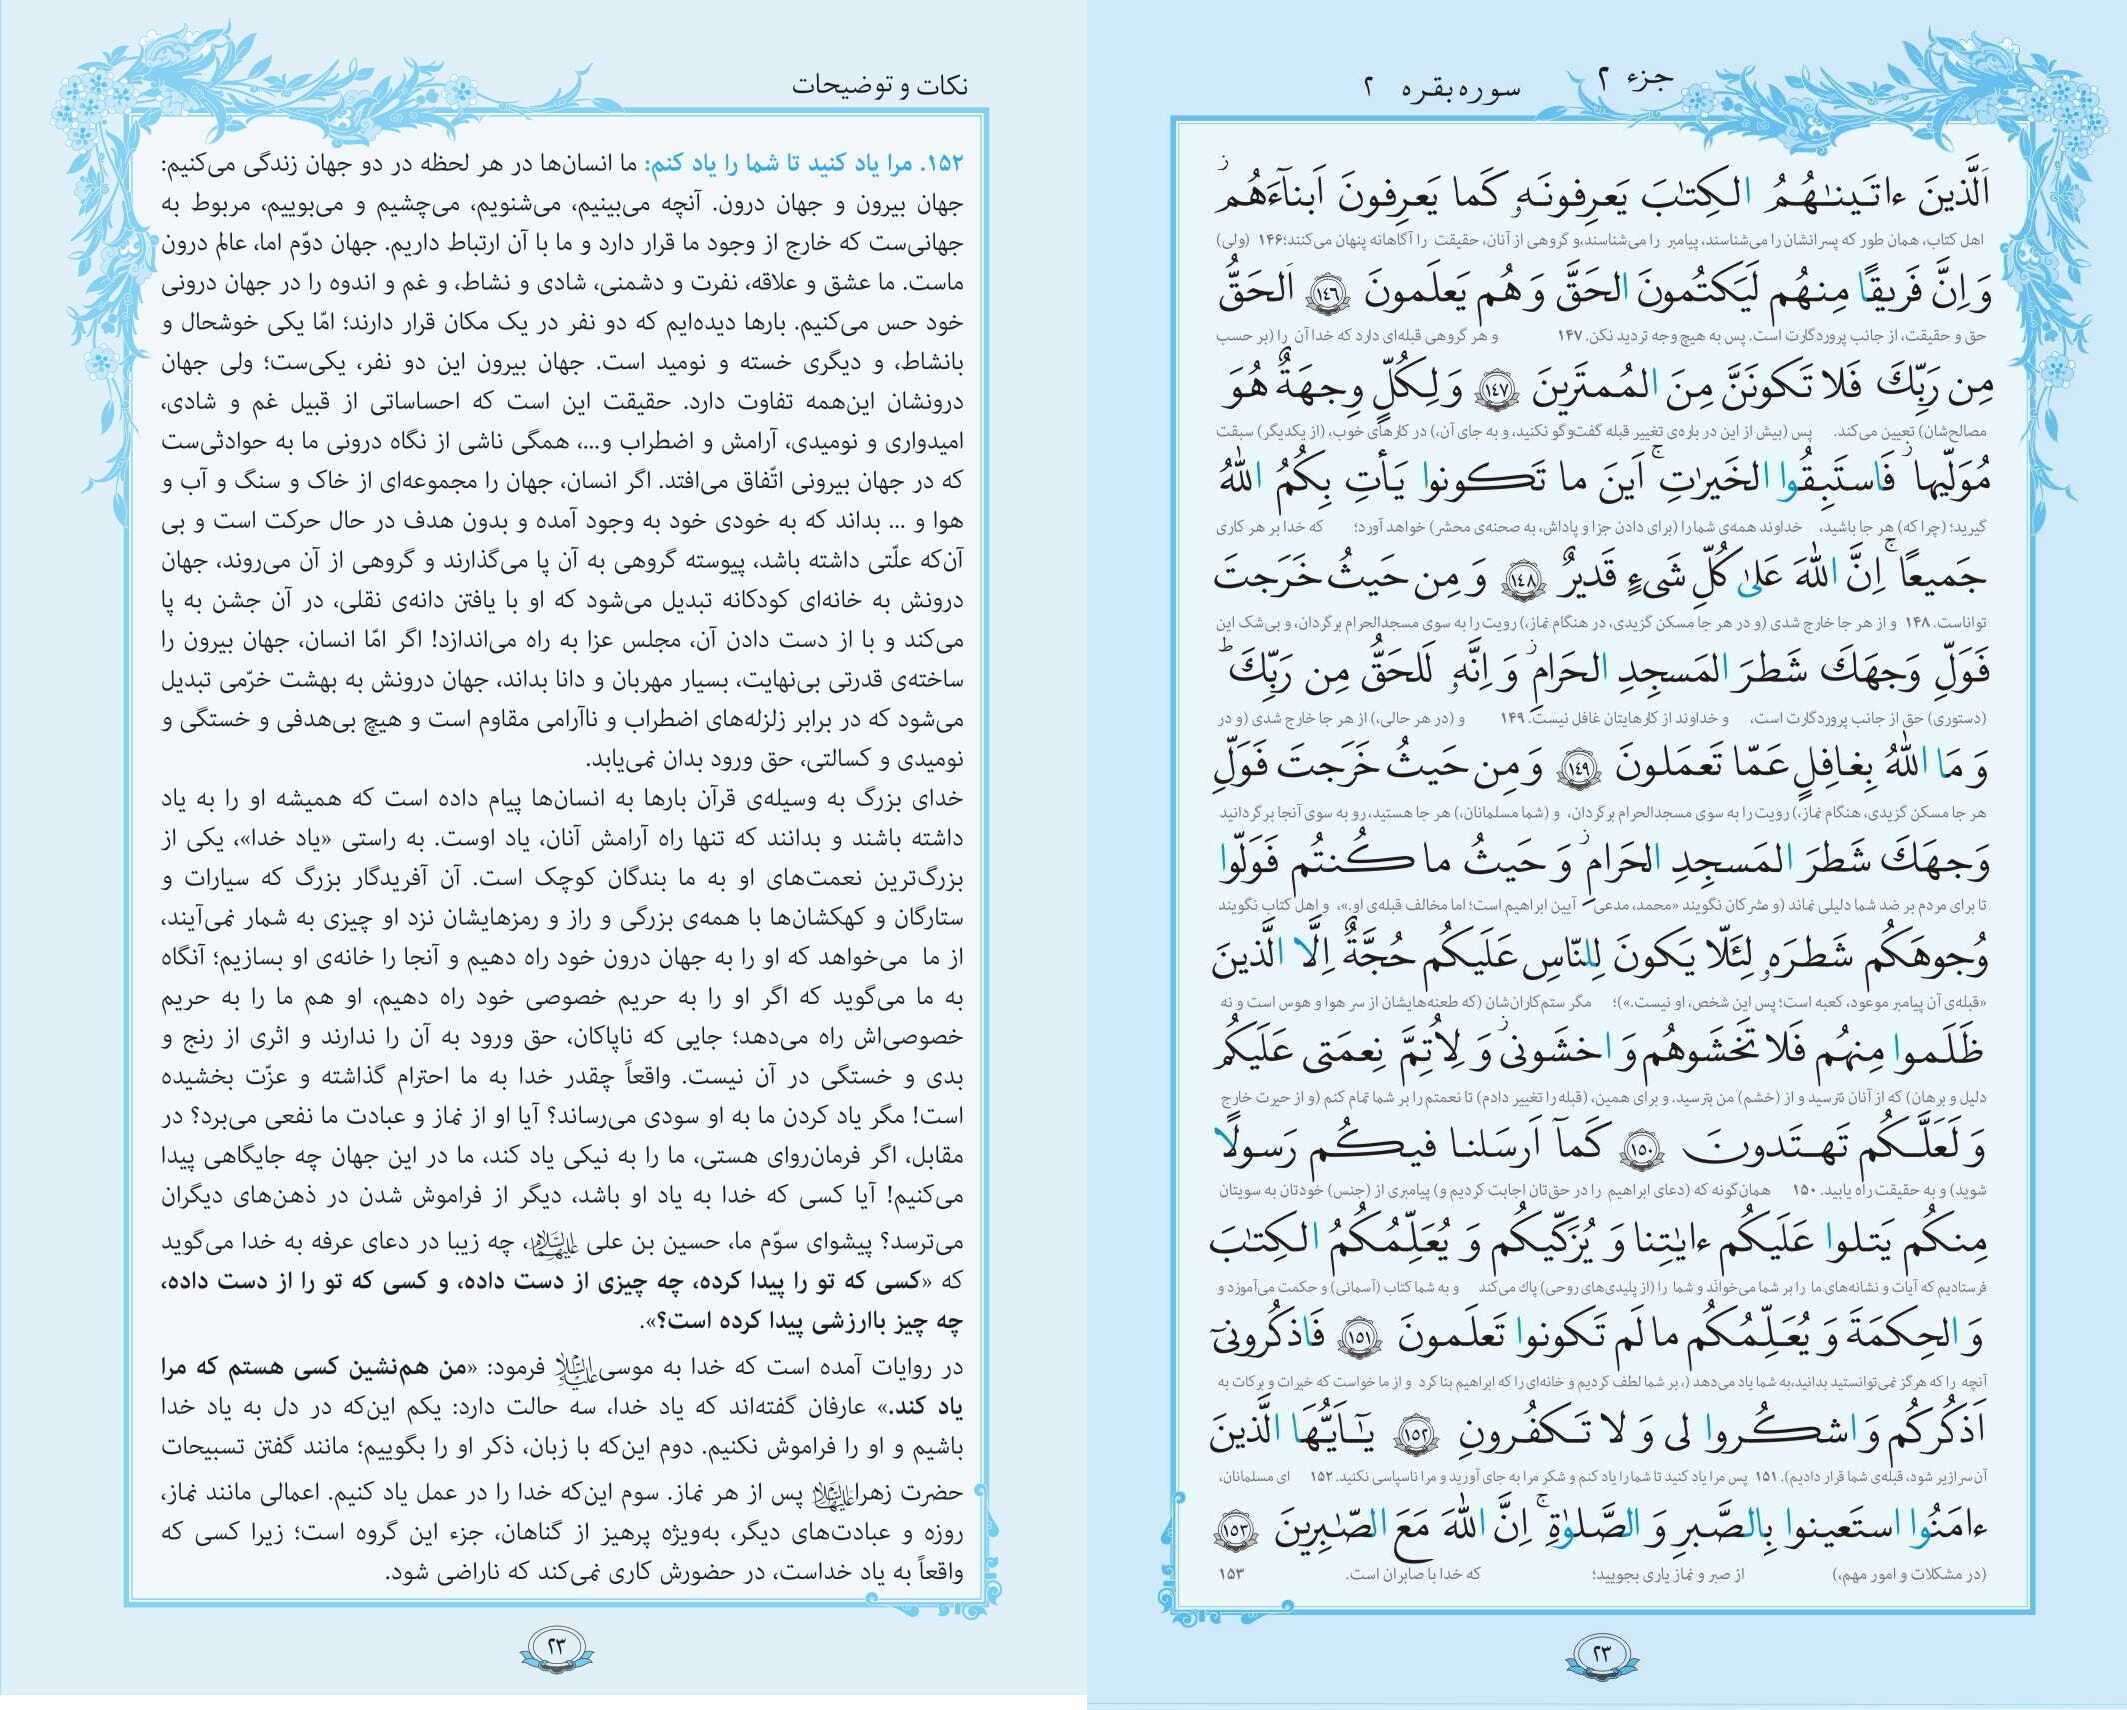 جزء ۲
سوره بقره ۲
اَلَّذینَ ءاتَینـٰهُمُ الکِتـٰبَ یَعرِفونَهٗ کَما یَعرِفونَ اَبنآءَهُم ۖ
اهل کتاب، همان طور که پسرانشان را می‌شناسند، پیامبر را می‌شناسند،و گروهی از آنان، حقیقت را آگاهانه پنهان می‌کنند؛۱۴۶ (ولی)
وَ اِنَّ فَریقًا مِنهُم لَیَکتُمونَ الحَقَّ وَ هُم یَعلَمونَ ﴿١٤٦﴾ اَلحَقُّ
حق و حقیقت، از جانب پروردگارت است. پس به هیچ وجه تردید نکن. ۱۴۷ و هر گروهی قبله‌ای دارد که خدا آن را (بر حسب
مِن رَبِّکَ فَلا تَکونَنَّ مِنَ المُمتَرینَ ﴿١٤٧﴾ وَ لِکُلٍّ وِجهَةٌ هُوَ
مصالح‌شان) تعیین می‌کند. پس (بیش از این در باره‌ی تغییر قبله گفت‌وگو نکنید، و به جای آن،) در کارهای خوب، (از یکدیگر) سبقت
مُوَلّیها ۖ فَاستَبِقُوا الخَیرٰتِ ۚ اَینَ ما تَکونوا یَأتِ بِکُمُ اللهُ
گیرید؛ (چرا که) هر جا باشید، خداوند همه‌ی شما را (برای دادن جزا و پاداش، به صحنه‌ی محشر) خواهد آورد؛ که خدا بر هر کاری
جَمیعًا ۚ اِنَّ اللهَ عَلیٰ کُلِّ شَیءٍ قَدیرٌ ﴿١٤٨﴾ وَ مِن حَیثُ خَرَجتَ
تواناست. ۱۴۸ و از هر جا خارج شدی (و در هر جا مسکن گزیدی، در هنگام نماز،) رویت را به سوی مسجدالحرام برگردان، و بی‌شک این
فَوَلِّ وَجهَکَ شَطرَ المَسجِدِ الحَرامِ ۖ وَ اِنَّهٗ لَلحَقُّ مِن رَبِّکَ ۗ
(دستوری) حق از جانب پروردگارت است، و خداوند از کارهایتان غافل نیست. ۱۴۹ و (در هر حالی،) از هر جا خارج شدی (و در
وَ مَا اللهُ بِغافِلٍ عَمّا تَعمَلونَ ﴿١٤٩﴾ وَ مِن حَیثُ خَرَجتَ فَوَلِّ
هر جا مسکن گزیدی، هنگام نماز،) رویت را به سوی مسجدالحرام برگردان، و (شما مسلمانان،) هر جا هستید، رو به سوی آنجا برگردانید
وَجهَکَ شَطرَ المَسجِدِ الحَرامِ ۖ وَ حَیثُ ما کُنتُم فَوَلّوا
تا برای مردم بر ضد شما دلیلی نماند (و مشرکان نگویند «محمد، مدعی آیین ابراهیم است؛ اما مخالف قبله‌ی او.»، و اهل کتاب نگویند
وُجوهَکُم شَطرَهٗ لِئَلّا یَکونَ لِلنّاسِ عَلَیکُم حُجَّةٌ اِلَّا الَّذینَ
«قبله‌ی آن پیامبر موعود، کعبه است؛ پس این شخص، او نیست.»)؛ مگر ستم‌کاران‌شان (که طعنه‌هایشان از سر هوا و هوس است و نه
ظَلَموا مِنهُم فَلا تَخشَوهُم وَ اخشَونی ۖ وَ لِاُتِمَّ نِعمَتی عَلَیکُم
دلیل و برهان) که از آنان نترسید و از (خشم) من بترسید. و برای همین، (قبله را تغییر دادم) تا نعمتم را بر شما تمام کنم (و از حیرت خارج
وَ لَعَلَّکُم تَهتَدونَ ﴿١٥٠﴾ کَمآ اَرسَلنا فیکُم رَسولًا
شوید) و به حقیقت راه یابید. ۱۵۰ همان‌گونه که (دعای ابراهیم را در حق‌تان اجابت کردیم و) پیامبری از (جنس) خودتان به سویتان
مِنکُم یَتلوا عَلَیکُم ءایٰتِنا وَ یُزَکّیکُم وَ یُعَلِّمُکُمُ الکِتٰبَ
فرستادیم که آیات و نشانه‌های ما را بر شما می‌خواند و شما را (از پلیدی‌های روحی) پاك می‌کند و به شما کتاب (آسمانی) و حکمت می‌آموزد و
وَ الحِکمَةَ وَ یُعَلِّمُکُم ما لَم تَکونوا تَعلَمونَ ﴿١٥١﴾ فَاذکُرونیٓ
آنچه را که هرگز نمی‌توانستید بدانید،به شما یاد می‌دهد (، بر شما لطف کردیم و خانه‌ای را که ابراهیم بنا کرد و از ما خواست که خیرات و برکات به
اَذکُرکُم وَ اشکُروا لی وَ لا تَکفُرونِ ﴿١٥٢﴾ یٰٓاَیُّهَا الَّذینَ
آن سرازیر شود، قبله‌ی شما قرار دادیم). ۱۵۱ پس مرا یاد کنید تا شما را یاد کنم و شکر مرا به جای آورید و مرا ناسپاسی نکنید. ۱۵۲ ای مسلمانان،
ءامَنُوا استَعینوا بِالصَّبرِ وَ الصَّلوٰةِ ۚ اِنَّ اللهَ مَعَ الصّٰبِرینَ ﴿١٥٣﴾
(در مشکلات و امور مهم،) از صبر و نماز یاری بجویید؛ که خدا با صابران است. ۱۵۳
۲۳
نکات و توضیحات
۱۵۲. مرا یاد کنید تا شما را یاد کنم: ما انسان‌ها در هر لحظه در دو جهان زندگی می‌کنیم:
جهان بیرون و جهان درون. آنچه می‌بینیم، می‌شنویم، می‌چشیم و می‌بوییم، مربوط به
جهانی‌ست که خارج از وجود ما قرار دارد و ما با آن ارتباط داریم. جهان دوّم اما، عالم درون
ماست. ما عشق و علاقه، نفرت و دشمنی، شادی و نشاط، و غم و اندوه را در جهان درونی
خود حس می‌کنیم. بارها دیده‌ایم که دو نفر در یک مکان قرار دارند؛ امّا یکی خوشحال و
بانشاط، و دیگری خسته و نومید است. جهان بیرون این دو نفر، یکی‌ست؛ ولی جهان
درونشان این‌همه تفاوت دارد. حقیقت این است که احساساتی از قبیل غم و شادی،
امیدواری و نومیدی، آرامش و اضطراب و...، همگی ناشی از نگاه درونی ما به حوادثی‌ست
که در جهان بیرونی اتّفاق می‌افتد. اگر انسان، جهان را مجموعه‌ای از خاک و سنگ و آب و
هوا و ... بداند که به خودی خود به وجود آمده و بدون هدف در حال حرکت است و بی
آن‌که علّتی داشته باشد، پیوسته گروهی به آن پا می‌گذارند و گروهی از آن می‌روند، جهان
درونش به خانه‌ای کودکانه تبدیل می‌شود که او با یافتن دانه‌ی نقلی، در آن جشن به پا
می‌کند و با از دست دادن آن، مجلس عزا به راه می‌اندازد! اگر امّا انسان، جهان بیرون را
ساخته‌ی قدرتی بی‌نهایت، بسیار مهربان و دانا بداند، جهان درونش به بهشت خرّمی تبدیل
می‌شود که در برابر زلزله‌های اضطراب و ناآرامی مقاوم است و هیچ بی‌هدفی و خستگی و
نومیدی و کسالتی، حق ورود بدان نمی‌یابد.
خدای بزرگ به وسیله‌ی قرآن بارها به انسان‌ها پیام داده است که همیشه او را به یاد
داشته باشند و بدانند که تنها راه آرامش آنان، یاد اوست. به راستی «یاد خدا»، یکی از
بزرگ‌ترین نعمت‌های او به ما بندگان کوچک است. آن آفریدگار بزرگ که سیارات و
ستارگان و کهکشان‌ها با همه‌ی بزرگی و راز و رمزهایشان نزد او چیزی به شمار نمی‌آیند،
از ما می‌خواهد که او را به جهان درون خود راه دهیم و آنجا را خانه‌ی او بسازیم؛ آنگاه
به ما می‌گوید که اگر او را به حریم خصوصی خود راه دهیم، او هم ما را به حریم
خصوصی‌اش راه می‌دهد؛ جایی که ناپاکان، حق ورود به آن را ندارند و اثری از رنج و
بدی و خستگی در آن نیست. واقعاً چقدر خدا به ما احترام گذاشته و عزّت بخشیده
است! مگر یاد کردن ما به او سودی می‌رساند؟ آیا او از نماز و عبادت ما نفعی می‌برد؟ در
مقابل، اگر فرمان‌روای هستی، ما را به نیکی یاد کند، ما در این جهان چه جایگاهی پیدا
می‌کنیم! آیا کسی که خدا به یاد او باشد، دیگر از فراموش شدن در ذهن‌های دیگران
می‌ترسد؟ پیشوای سوّم ما، حسین بن علی علیهماالسلام، چه زیبا در دعای عرفه به خدا می‌گوید
که «کسی که تو را پیدا کرده، چه چیزی از دست داده، و کسی که تو را از دست داده،
چه چیز باارزشی پیدا کرده است؟».
در روایات آمده است که خدا به موسی علیه‌السلام فرمود: «من هم‌نشین کسی هستم که مرا
یاد کند.» عارفان گفته‌اند که یاد خدا، سه حالت دارد: یکم این‌که در دل به یاد خدا
باشیم و او را فراموش نکنیم. دوم این‌که با زبان، ذکر او را بگوییم؛ مانند گفتن تسبیحات
حضرت زهرا علیهاالسلام پس از هر نماز. سوم این‌که خدا را در عمل یاد کنیم. اعمالی مانند نماز،
روزه و عبادت‌های دیگر، به‌ویژه پرهیز از گناهان، جزء این گروه است؛ زیرا کسی که
واقعاً به یاد خداست، در حضورش کاری نمی‌کند که ناراضی شود.
۲۳